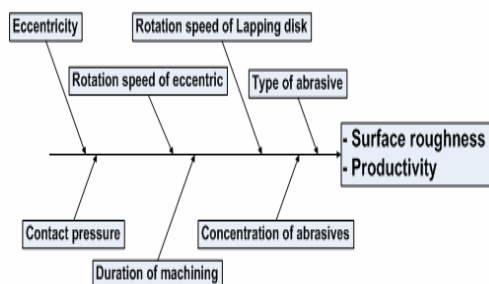 Eccentricity
Rotation speed of Lapping disk
Rotation speed of eccentric
Type of abrasive
- Surface roughness
- Productivity
Contact pressure
Concentration of abrasives
Duration of machining